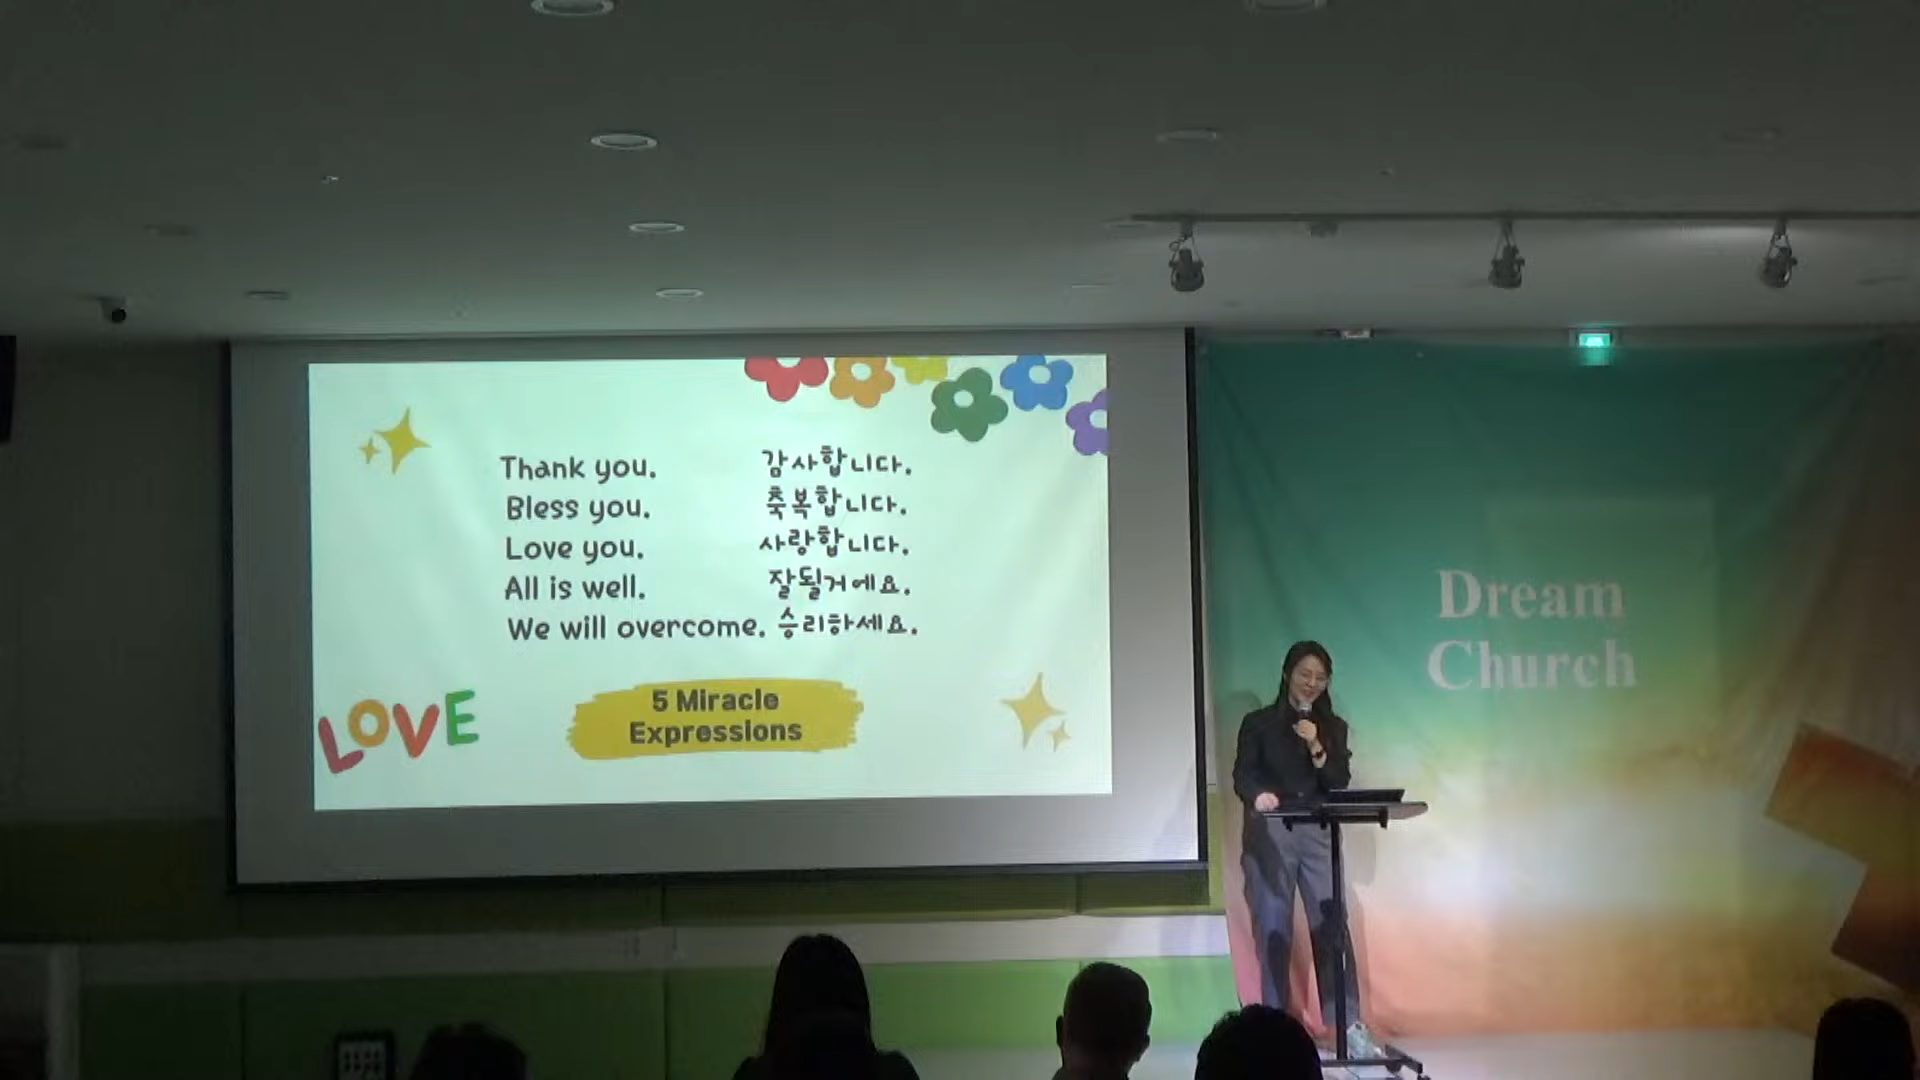 Thank you. 감사합니다.
Bless you. 축복합니다.
Love you. 사랑합니다.
All is well. 잘될거에요.
We will overcome. 승리하세요.
LOVE
5 Miracle
Expressions
Dream
Church